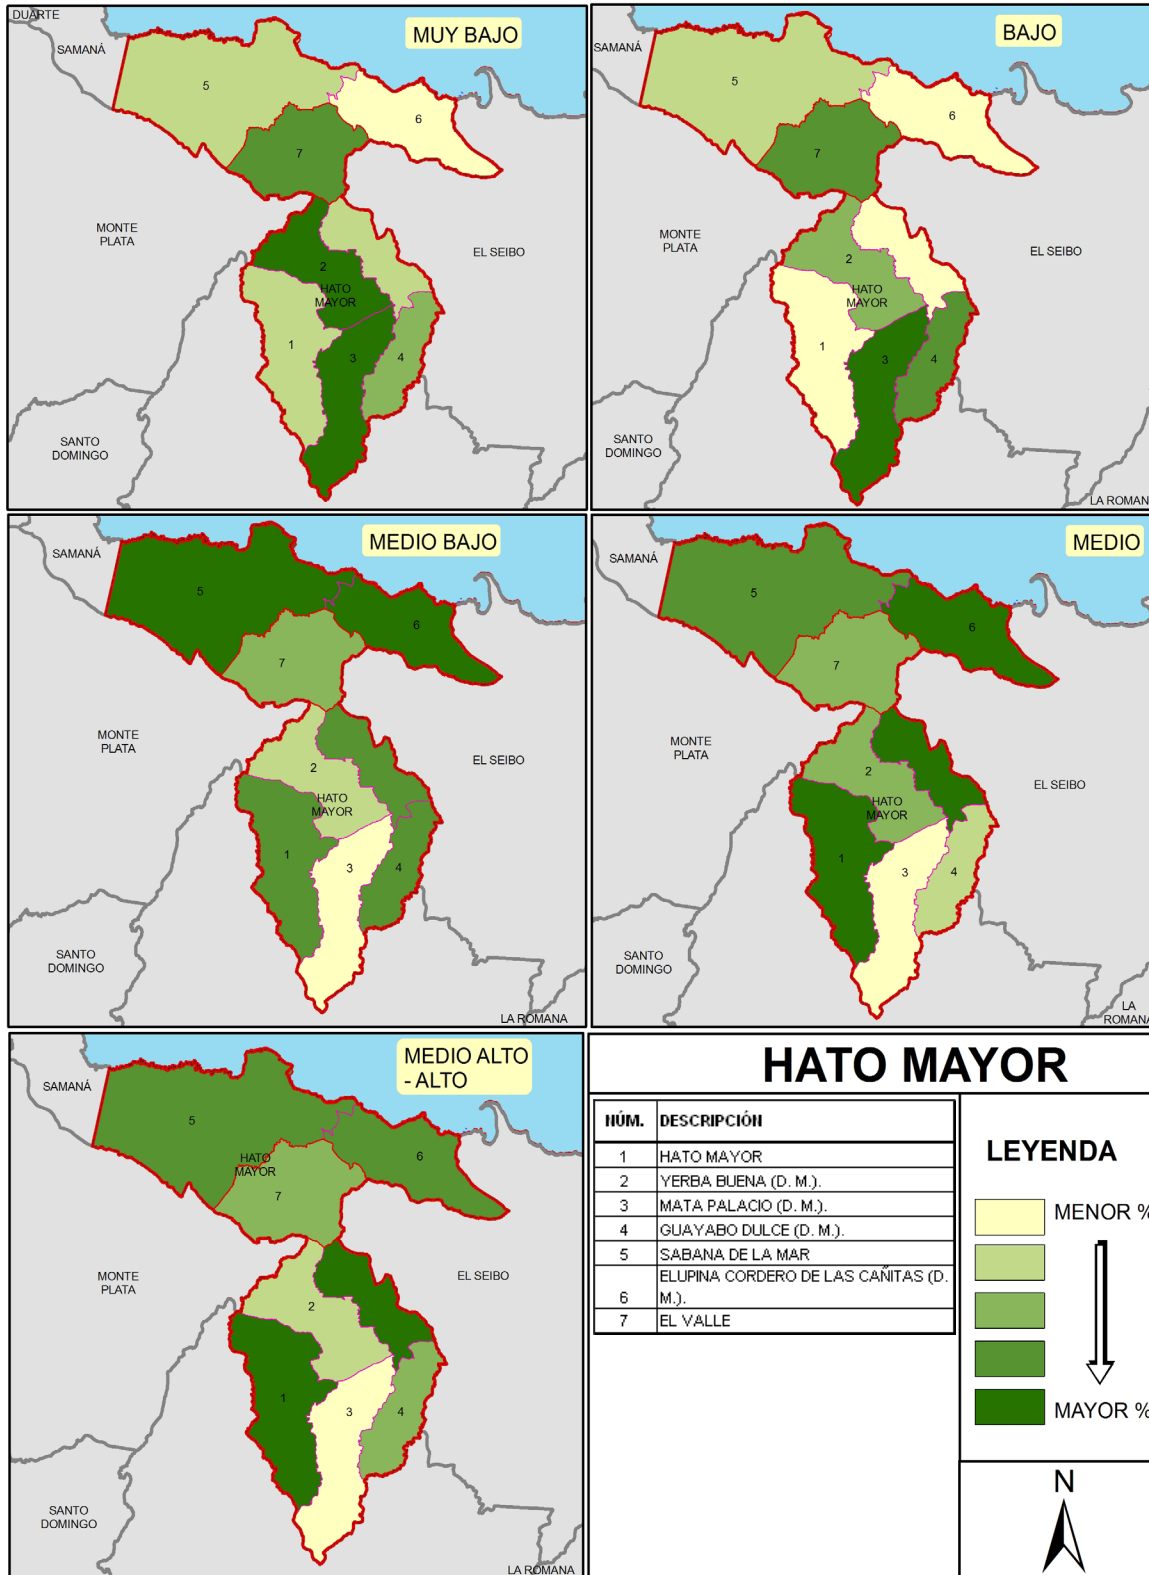 DUARTE
SAMANÁ
MUY BAJO
5
6
7
MONTE
PLATA
EL SEIBO
2
HATO
MAYOR
1
3
4
SANTO
DOMINGO
BAJO
SAMANÁ
5
6
7
MONTE
PLATA
EL SEIBO
2
HATO
MAYOR
1
3
4
SANTO
DOMINGO
LA ROMANA
MEDIO BAJO
SAMANÁ
5
6
7
MONTE
PLATA
EL SEIBO
2
HATO
MAYOR
1
3
4
SANTO
DOMINGO
LA ROMANA
MEDIO
SAMANÁ
5
6
7
MONTE
PLATA
EL SEIBO
2
HATO
MAYOR
1
3
4
SANTO
DOMINGO
LA
ROMANA
MEDIO ALTO
- ALTO
SAMANÁ
5
6
HATO
MAYOR
7
MONTE
PLATA
EL SEIBO
2
1
3
4
SANTO
DOMINGO
LA ROMANA
HATO MAYOR
NÚM. DESCRIPCIÓN
1 HATO MAYOR
2 YERBA BUENA (D. M.).
3 MATA PALACIO (D. M.).
4 GUAYABO DULCE (D. M.).
5 SABANA DE LA MAR
ELUPINA CORDERO DE LAS CAÑITAS (D.
6 M.).
7 EL VALLE
LEYENDA
MENOR %
MAYOR %
N